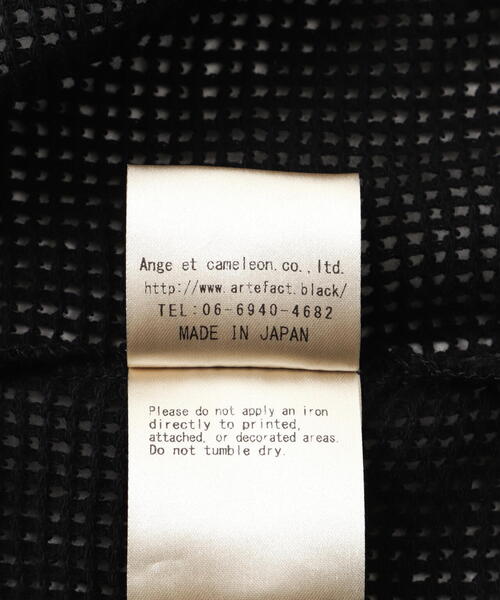 Ange et cameleon.co.,ltd.
http://www.artefact.black/
TEL:06-6940-4682
MADE IN JAPAN
Please do not apply an iron
directly to printed,
attached, or decorated areas.
Do not tumble dry.